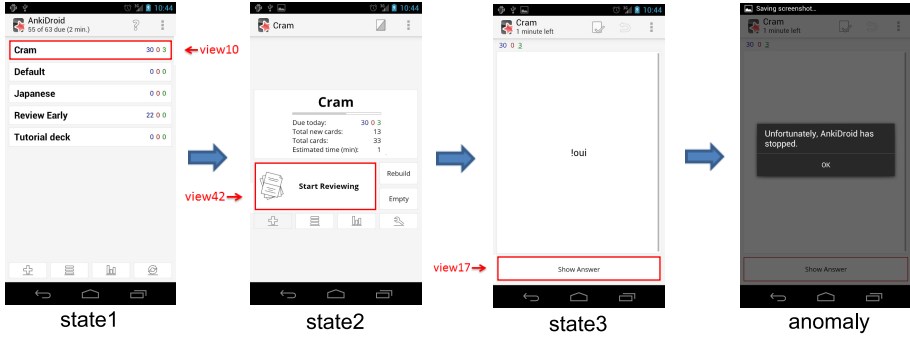 10:44
AnkiDroid
55 of 63 due (2 min.)
Cram 30 0 3
Default 0 0 0
Japanese 0 0 0
Review Early 22 0 0
Tutorial deck 0 0 0
view10
state1
10:44
Cram
Cram
Due today: 30 0 3
Total new cards: 13
Total cards: 33
Estimated time (min): 1
Start Reviewing
Rebuild
Empty
view42
state2
10:44
Cram
1 minute left
30 0 3
!oui
view17
Show Answer
state3
Saving screenshot...
Cram
1 minute left
30 0 3
Unfortunately, AnkiDroid has
stopped.
OK
Show Answer
anomaly